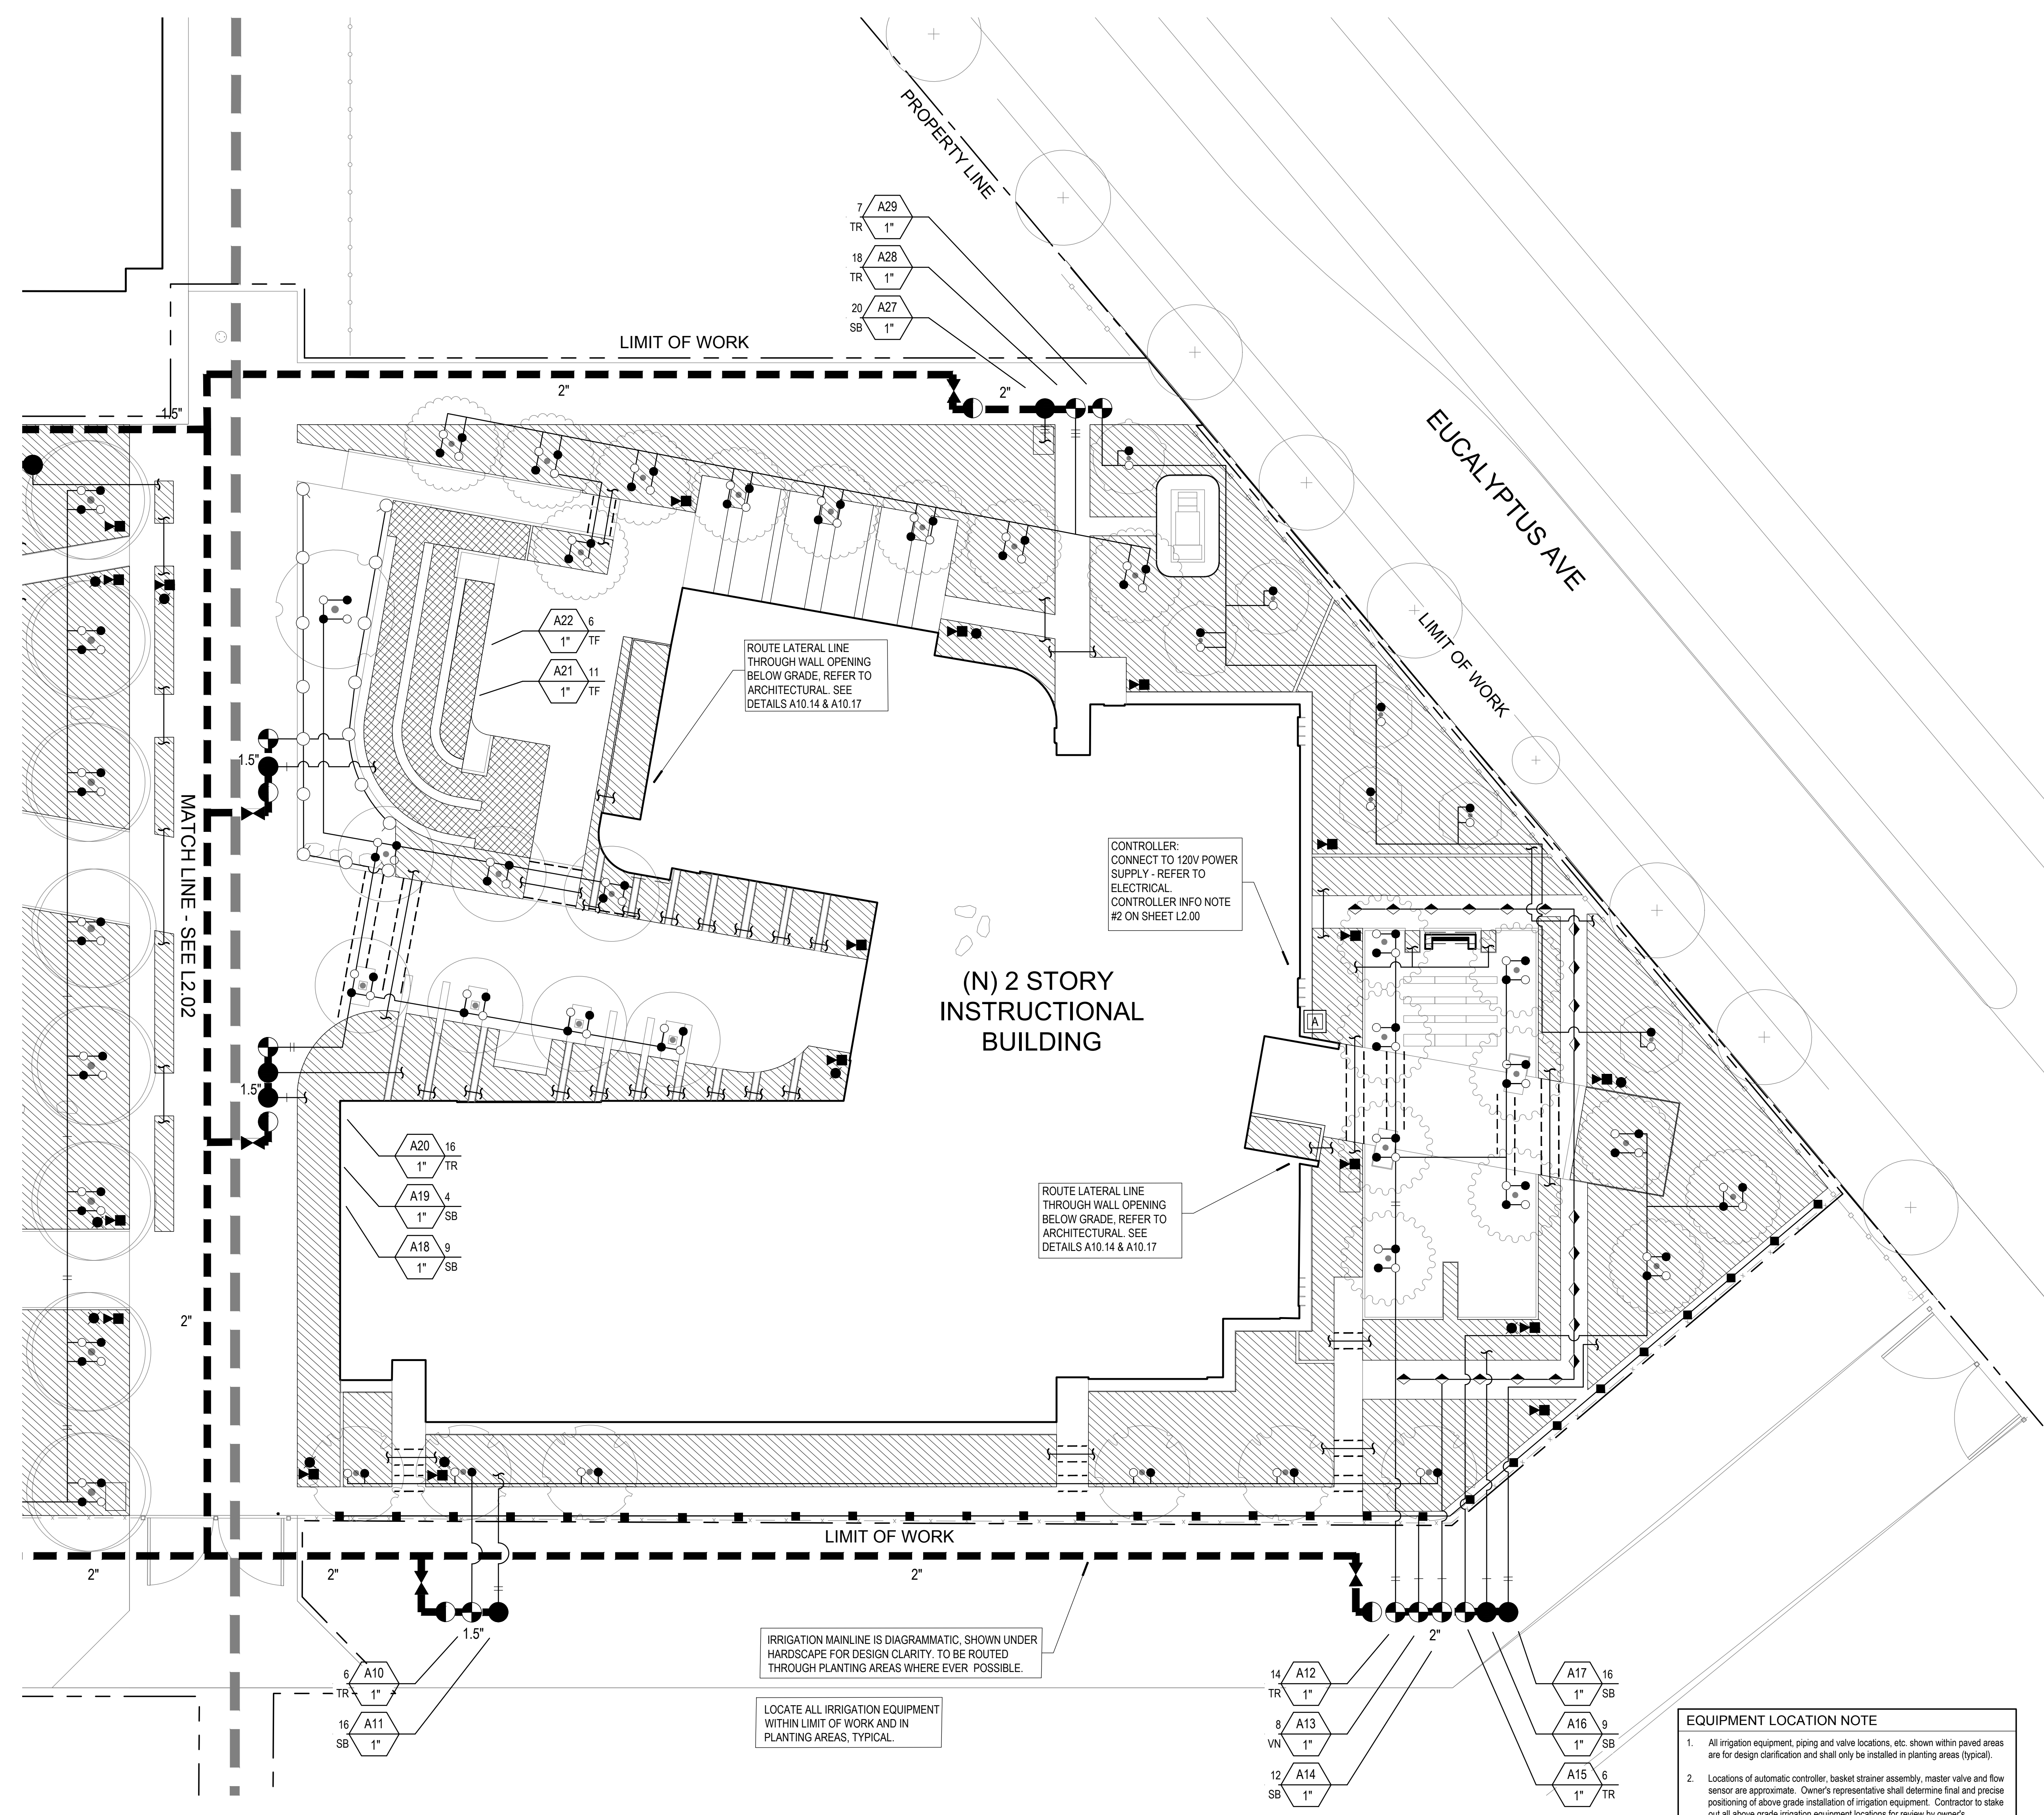 PROPERTY LINE
7
A29
TR
1"
18
A28
TR
1"
20
A27
SB
1"
LIMIT OF WORK
2"
2"
1.5"
EUCALYPTUS AVE
LIMIT OF WORK
A22
6
1"
TF
A21
11
1"
TF
ROUTE LATERAL LINE
THROUGH WALL OPENING
BELOW GRADE, REFER TO
ARCHITECTURAL. SEE
DETAILS A10.14 & A10.17
1.5"
MATCH LINE - SEE L2.02
CONTROLLER:
CONNECT TO 120V POWER
SUPPLY - REFER TO
ELECTRICAL.
CONTROLLER INFO NOTE
#2 ON SHEET L2.00
(N) 2 STORY
INSTRUCTIONAL
BUILDING
A
1.5"
A20
16
1"
TR
A19
4
1"
SB
A18
9
1"
SB
ROUTE LATERAL LINE
THROUGH WALL OPENING
BELOW GRADE, REFER TO
ARCHITECTURAL. SEE
DETAILS A10.14 & A10.17
2"
LIMIT OF WORK
2"
2"
2"
1.5"
2"
6
A10
TR
1"
16
A11
SB
1"
IRRIGATION MAINLINE IS DIAGRAMMATIC, SHOWN UNDER
HARDSCAPE FOR DESIGN CLARITY. TO BE ROUTED
THROUGH PLANTING AREAS WHERE EVER POSSIBLE.
LOCATE ALL IRRIGATION EQUIPMENT
WITHIN LIMIT OF WORK AND IN
PLANTING AREAS, TYPICAL.
14
A12
TR
1"
8
A13
VN
1"
12
A14
SB
1"
A17
16
1"
SB
A16
9
1"
SB
A15
6
1"
TR
EQUIPMENT LOCATION NOTE
1. All irrigation equipment, piping and valve locations, etc. shown within paved areas
are for design clarification and shall only be installed in planting areas (typical).
2. Locations of automatic controller, basket strainer assembly, master valve and flow
sensor are approximate. Owner's representative shall determine final and precise
positioning of above grade installation of irrigation equipment. Contractor to stake
out all above grade irrigation equipment locations for review by owner's